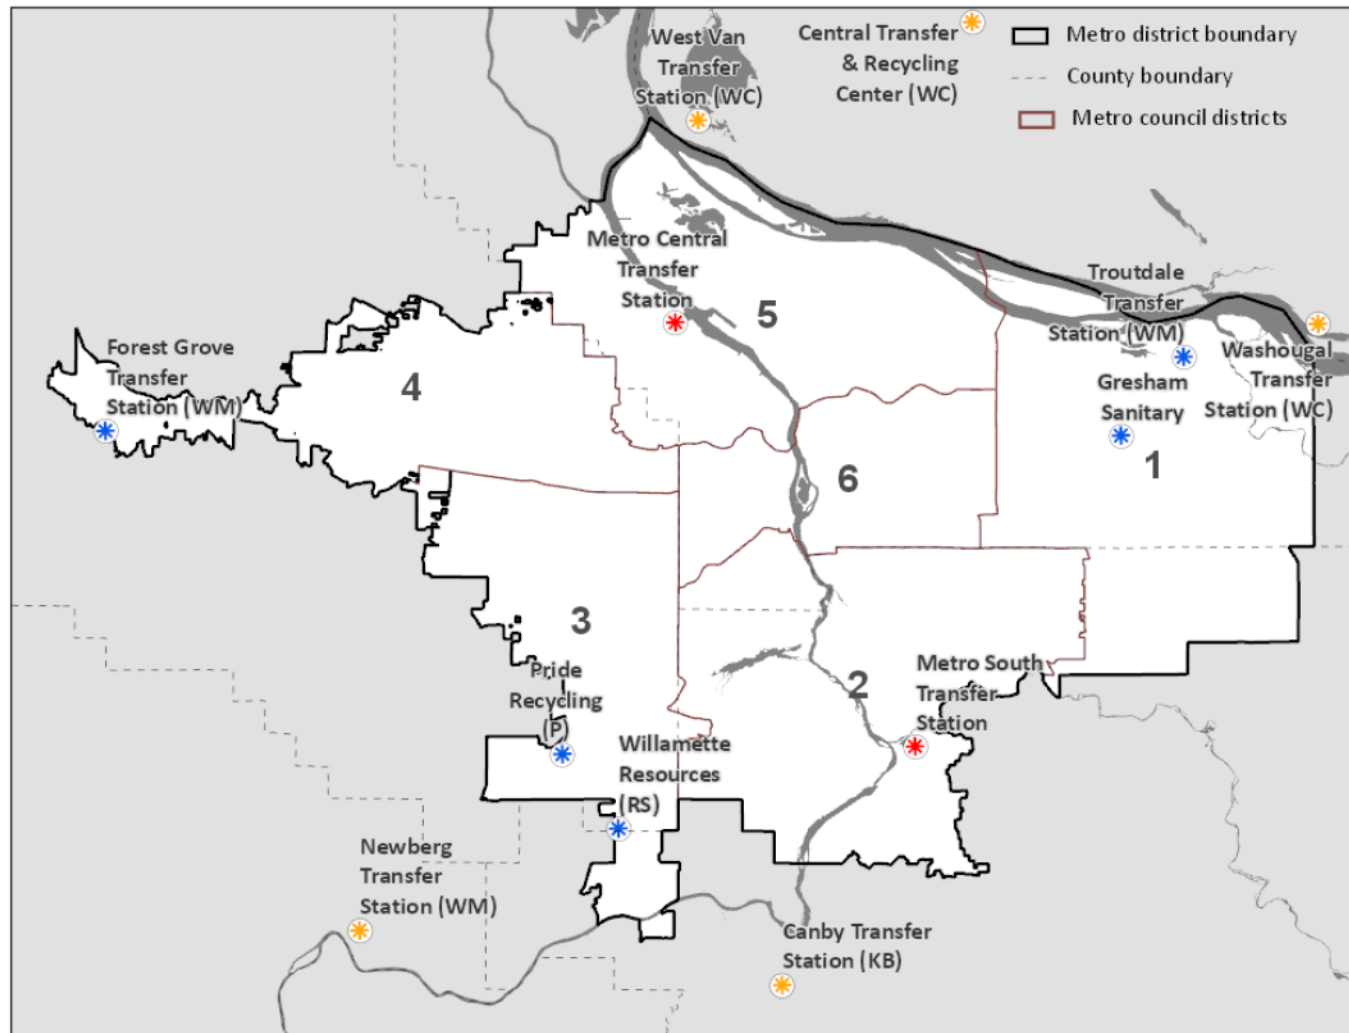 West Van
Transfer
Station (WC)
Central Transfer
& Recycling
Center (WC)
Metro district boundary
County boundary
Metro council districts
Metro Central
Transfer
Station
5
Troutdale
Transfer
Station (WM)
Washougal
Transfer
Station (WC)
Gresham
Sanitary
1
Forest Grove
Transfer
Station (WM)
4
6
3
Pride
Recycling
(P)
2
Metro South
Transfer
Station
Willamette
Resources
(RS)
Newberg
Transfer
Station (WM)
Canby Transfer
Station (KB)